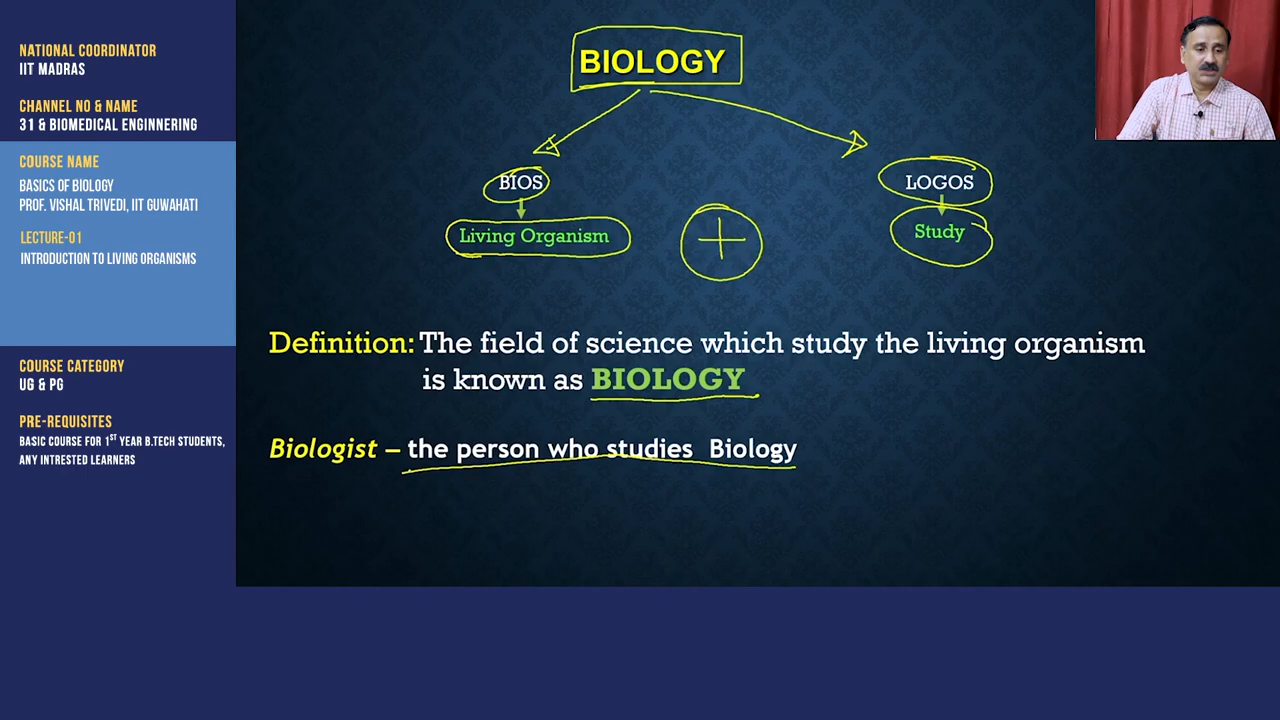 NATIONAL COORDINATOR
IIT MADRAS
CHANNEL NO & NAME
31 & BIOMEDICAL ENGINNERING
COURSE NAME
BASICS OF BIOLOGY
PROF. VISHAL TRIVEDI, IIT GUWAHATI
LECTURE-01
INTRODUCTION TO LIVING ORGANISMS
COURSE CATEGORY
UG & PG
PRE-REQUISITES
BASIC COURSE FOR 1ST YEAR B.TECH STUDENTS,
ANY INTRESTED LEARNERS
BIOLOGY
BIOS
LOGOS
Living Organism
+
Study
Definition: The field of science which study the living organism
is known as BIOLOGY
Biologist – the person who studies Biology